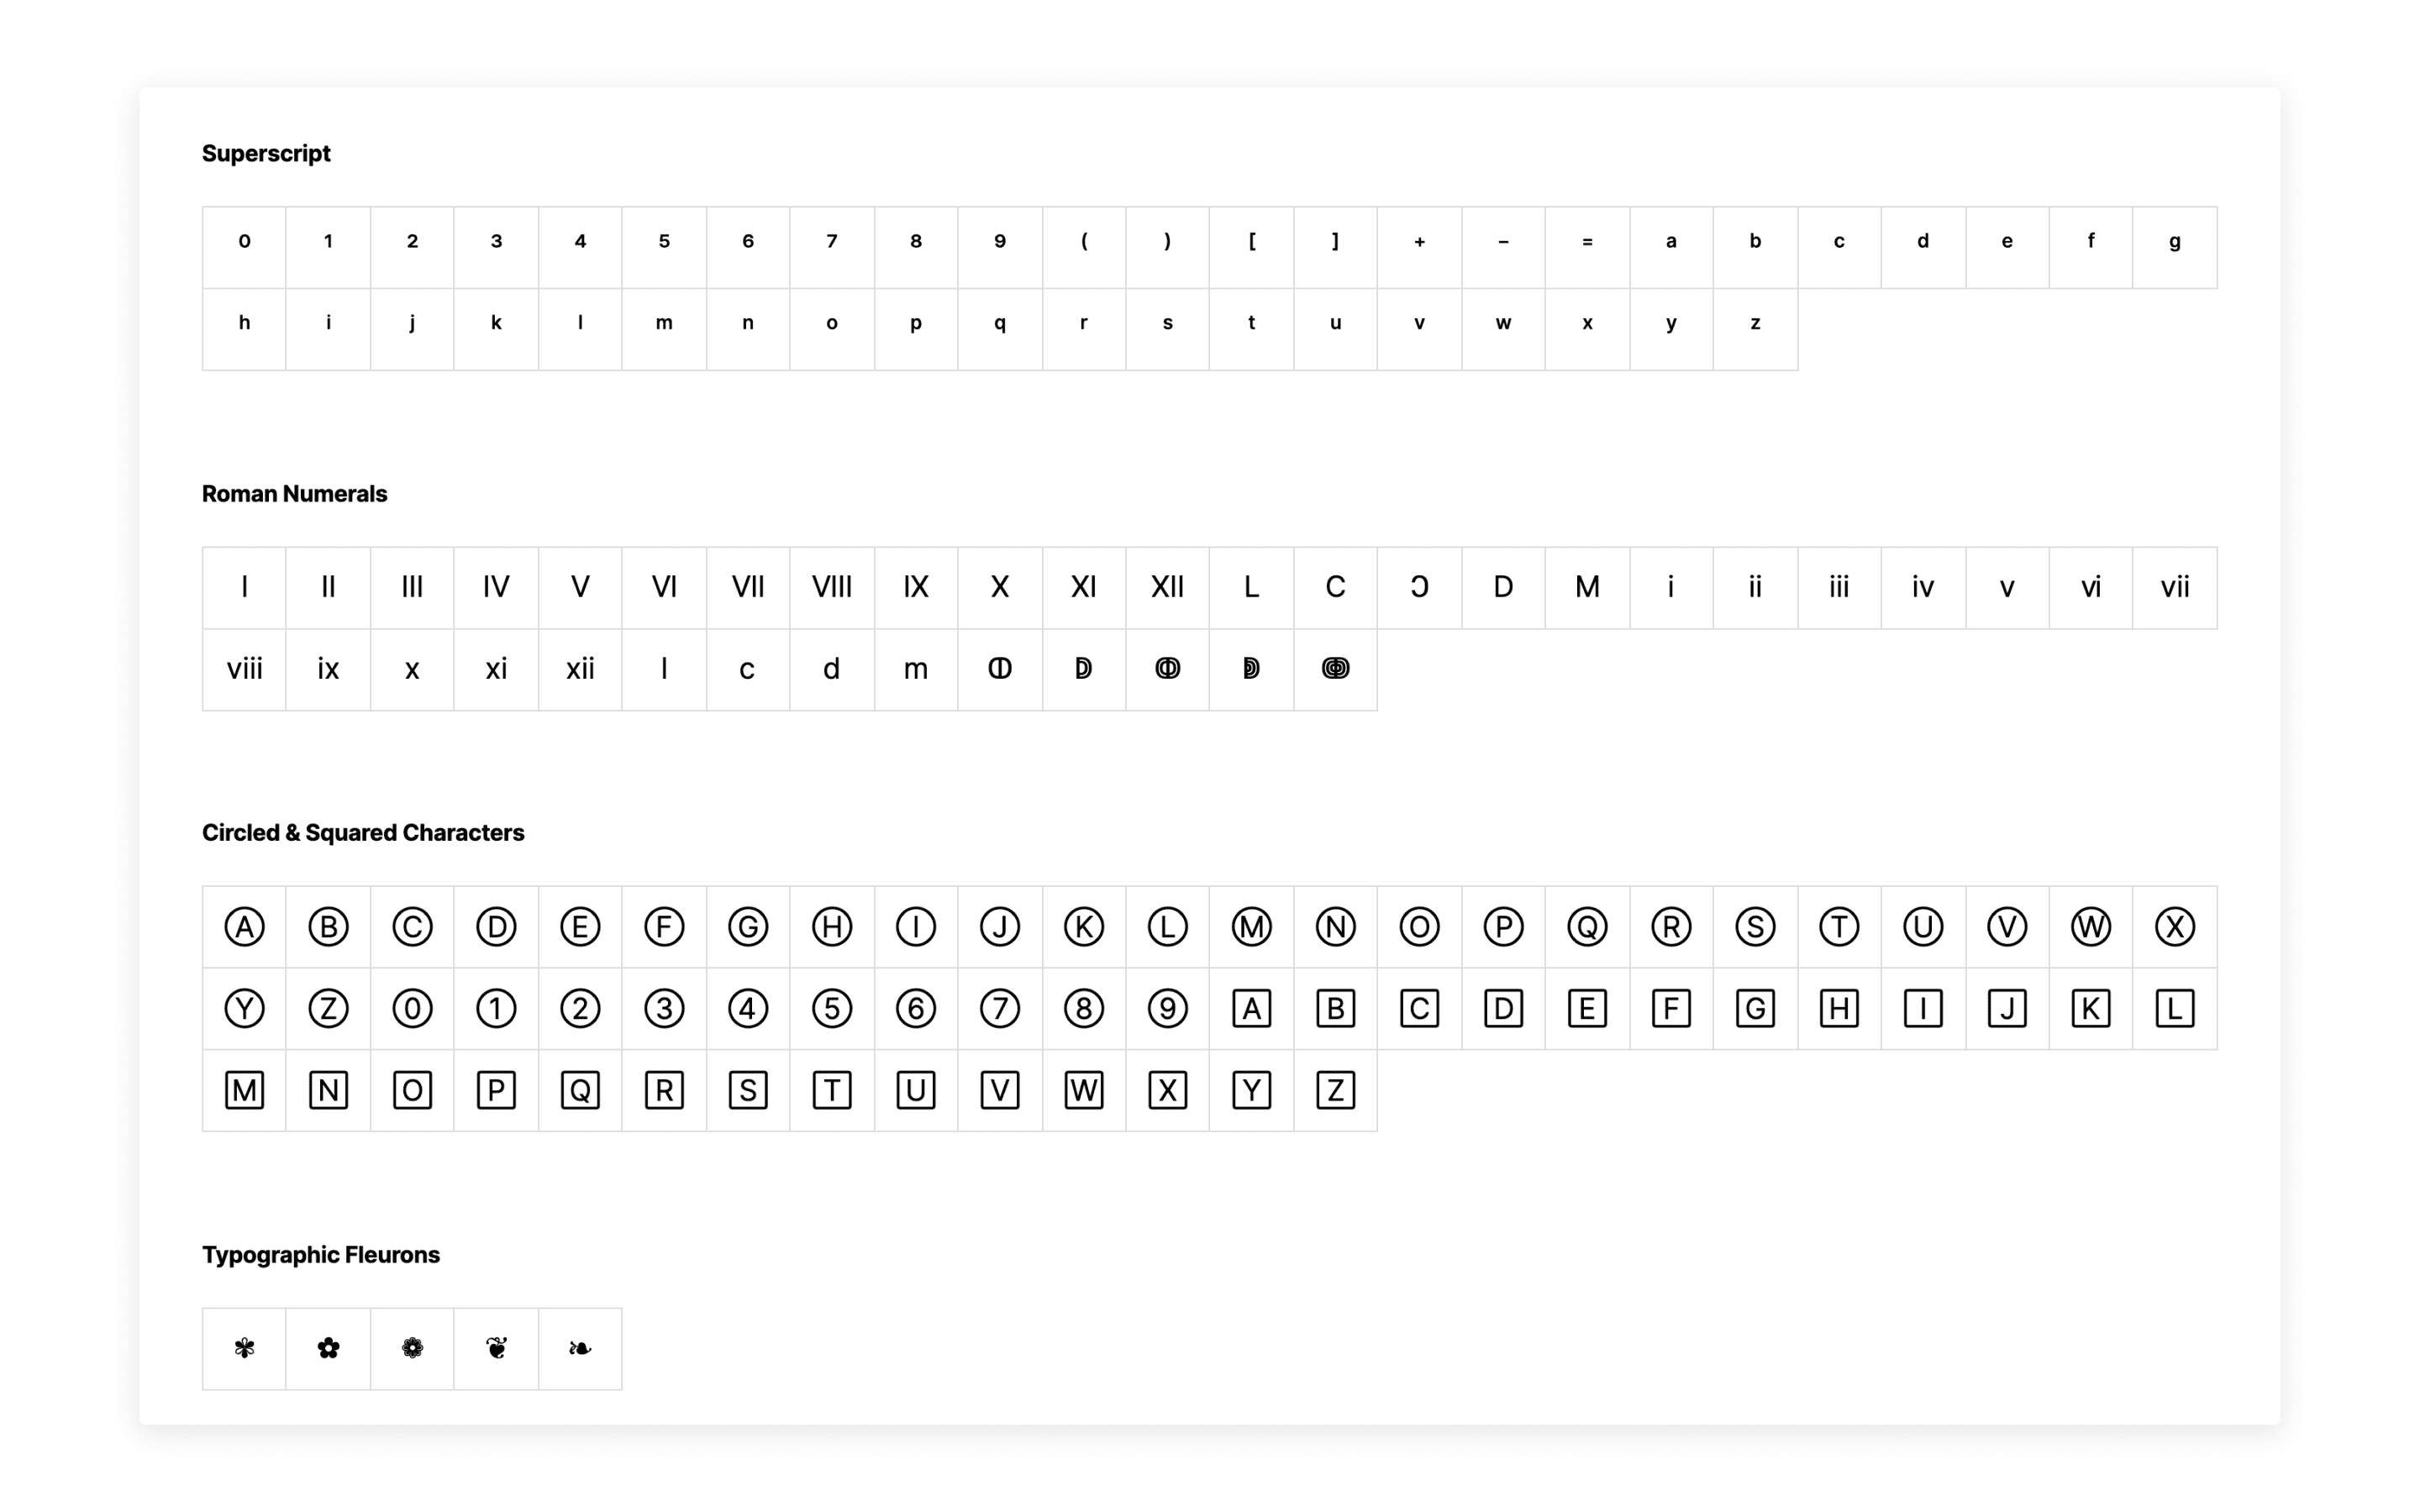 Superscript
0 1 2 3 4 5 6 7 8 9 ( ) [ ] + − = a b c d e f g
h i j k l m n o p q r s t u v w x y z
Roman Numerals
Ⅰ Ⅱ Ⅲ Ⅳ Ⅴ Ⅵ Ⅶ Ⅷ Ⅸ Ⅹ Ⅺ Ⅻ Ⅼ Ⅽ Ↄ Ⅾ Ⅿ ⅰ ⅱ ⅲ ⅳ ⅴ ⅵ ⅶ
ⅷ ⅸ ⅹ ⅺ ⅻ ⅼ ⅽ ⅾ ⅿ ↀ ↁ ↂ ↇ ↈ
Circled & Squared Characters
Ⓐ Ⓑ Ⓒ Ⓓ Ⓔ Ⓕ Ⓖ Ⓗ Ⓘ Ⓙ Ⓚ Ⓛ Ⓜ Ⓝ Ⓞ Ⓟ Ⓠ Ⓡ Ⓢ Ⓣ Ⓤ Ⓥ Ⓦ Ⓧ
Ⓨ Ⓩ ⓪ ① ② ③ ④ ⑤ ⑥ ⑦ ⑧ ⑨ 🄰 🄱 🄲 🄳 🄴 🄵 🄶 🄷 🄸 🄹 🄺 🄻
🄼 🄽 🄾 🄿 🅀 🅁 🅂 🅃 🅄 🅅 🅆 🅇 🅈 🅉
Typographic Fleurons
✾ ✿ ❁ ❦ ❧